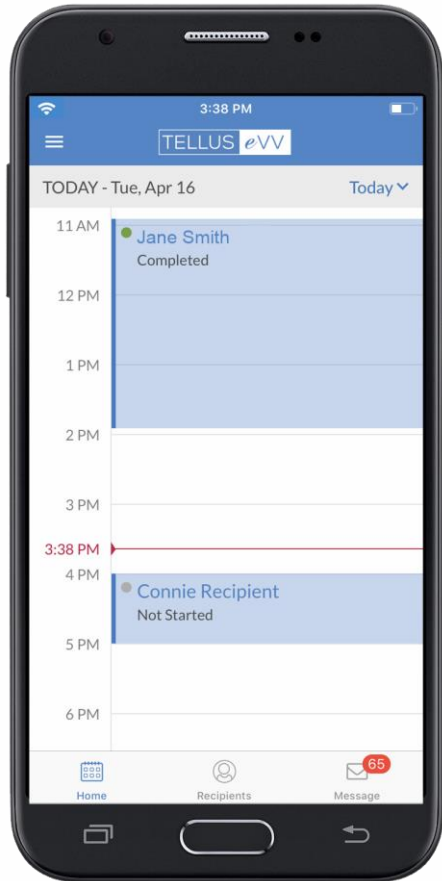 3:38 PM
TELLUS eVV
TODAY - Tue, Apr 16 Today
11 AM
Jane Smith
Completed
12 PM
1 PM
2 PM
3 PM
3:38 PM
4 PM
Connie Recipient
Not Started
5 PM
6 PM
65
Home Recipients Message